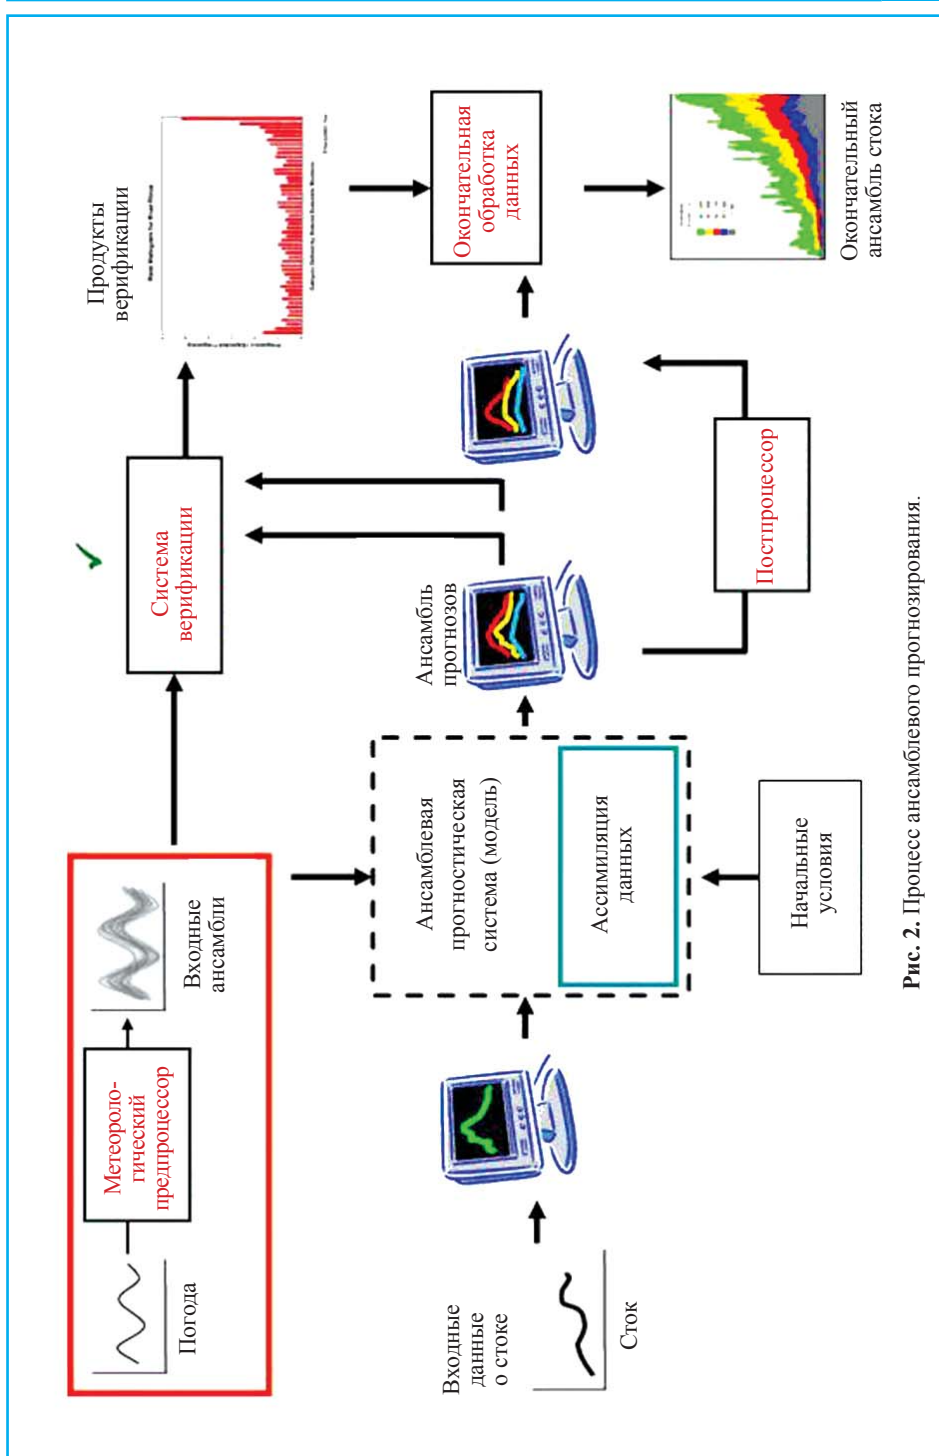 Погода
Метеороло-
гический
предпроцессор
Входные
ансамбли
Система
верификации
Продукты
верификации
Входные
данные
о стоке
Сток
Ансамблевая
прогностическая
система (модель)
Ассимиляция
данных
Начальные
условия
Ансамбль
прогнозов
Постпроцессор
Окончательная
обработка
данных
Окончательный
ансамбль стока
Рис. 2. Процесс ансамблевого прогнозирования.